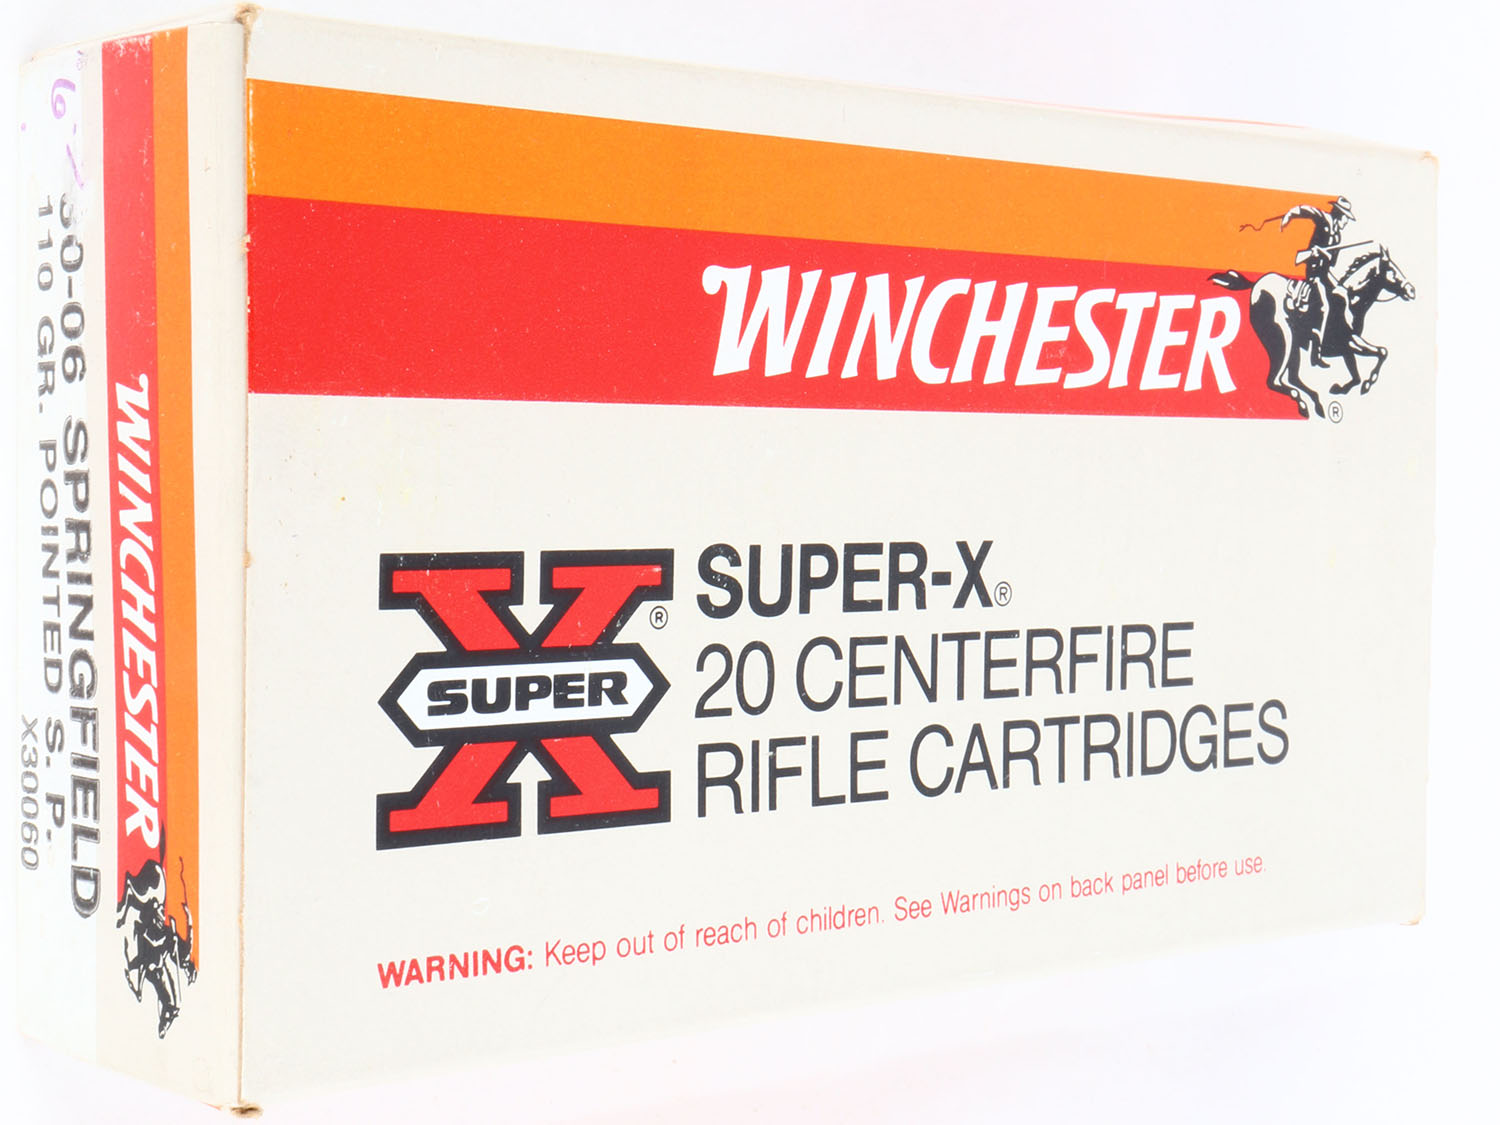 WINCHESTER
®
SUPER
®
SUPER-X®
20 CENTERFIRE
RIFLE CARTRIDGES
WARNING: Keep out of reach of children. See Warnings on back panel before use.
WINCHESTER
30-06 SPRINGFIELD
110 GR. POINTED S. P.
X30060